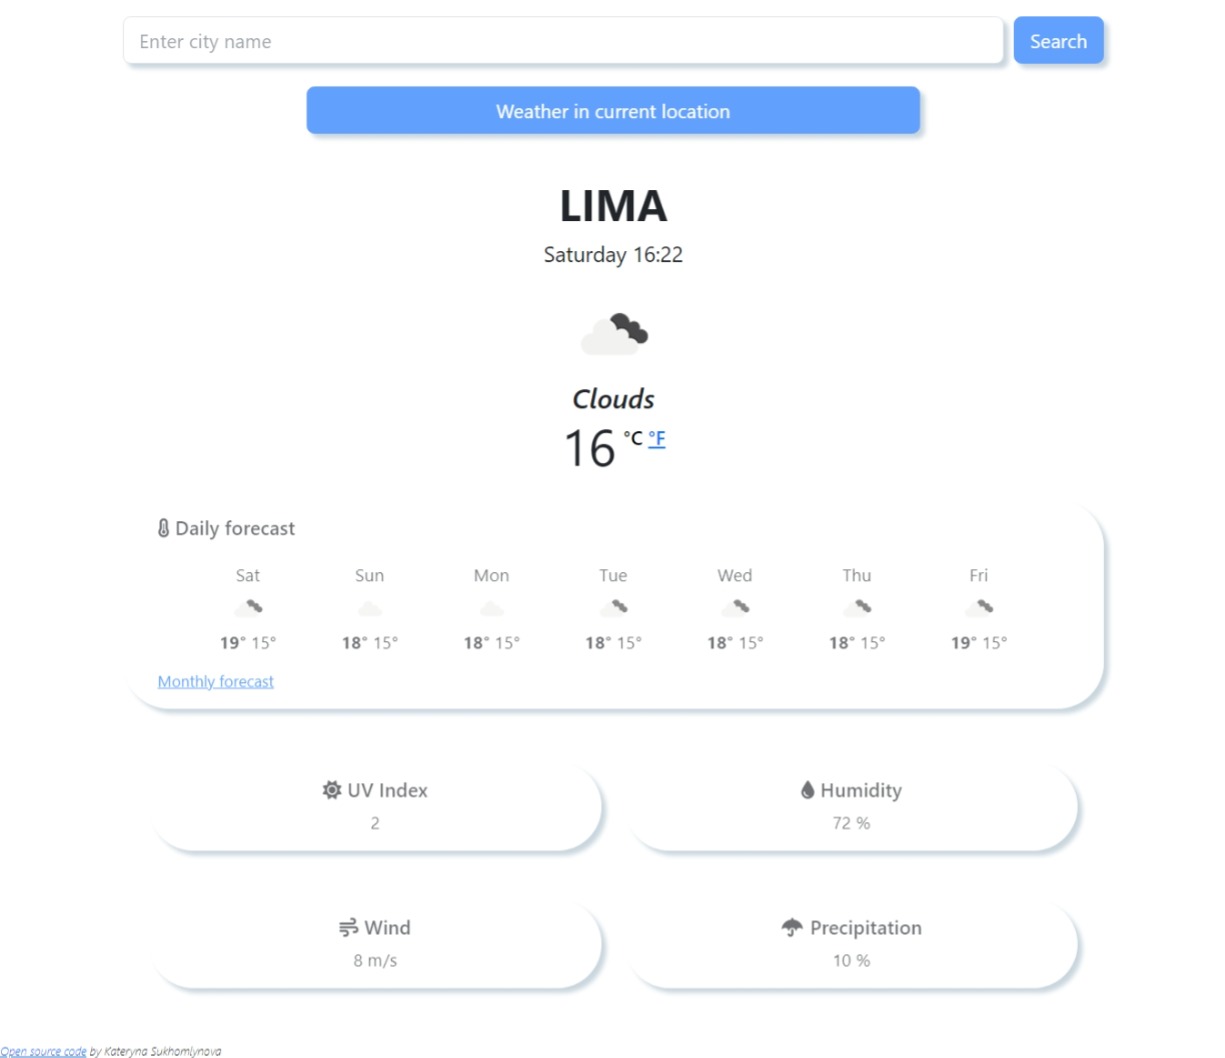 Enter city name Search
Weather in current location
LIMA
Saturday 16:22
Clouds
16 °C °F
Daily forecast
Sat Sun Mon Tue Wed Thu Fri
19° 15° 18° 15° 18° 15° 18° 15° 18° 15° 18° 15° 19° 15°
Monthly forecast
UV Index Humidity
2 72 %
Wind Precipitation
8 m/s 10 %
Open source code by Kateryna Sukhomlynova